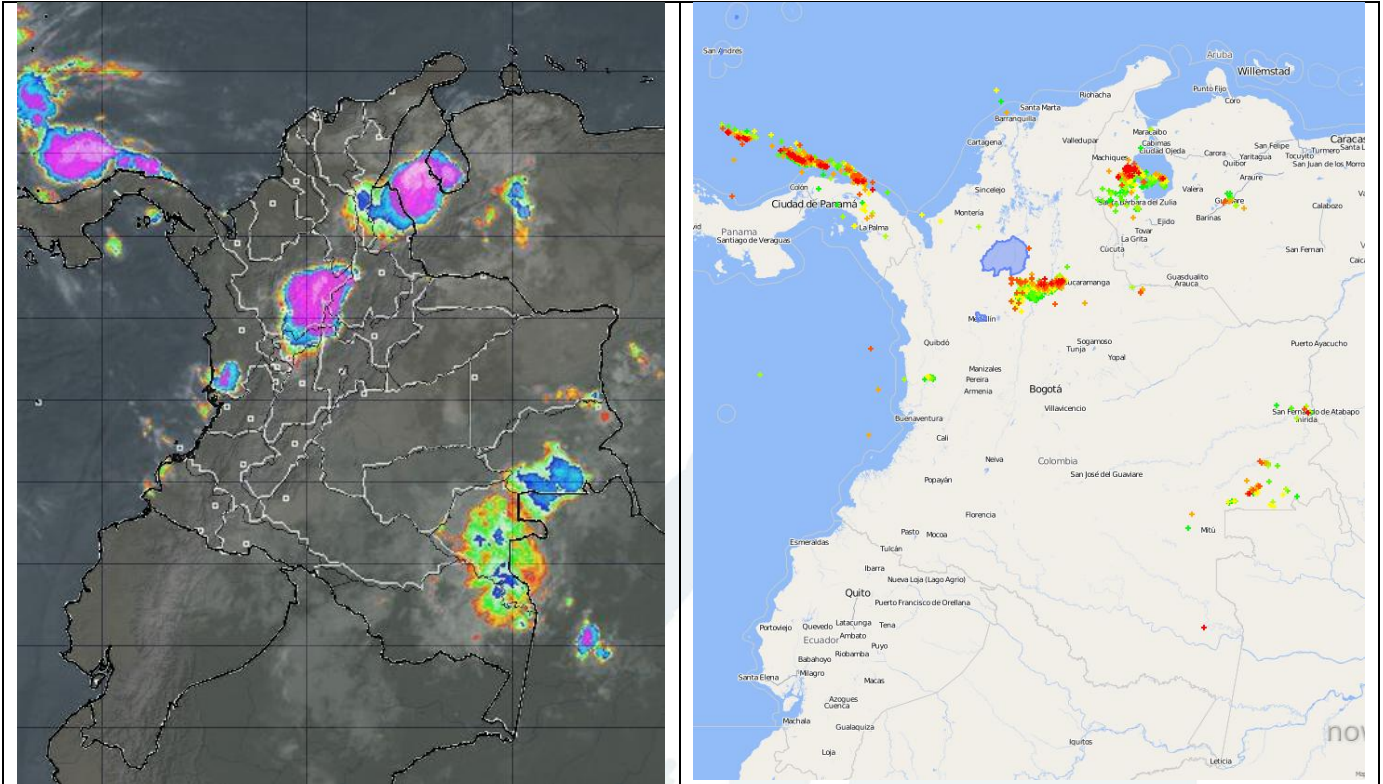 San Andrés
Aruba
Willemstad
Punto Fijo
Coro
Riohacha
Santa Marta
Barranquilla
Maracaibo
Cabimas
Ciudad Ojeda
Valledupar
Cartagena
Machiques
Carora
San Felipe
Caracas
Yaritagua
Tocuyito
Turmero
Santa L
Quibor
San Juan de los Morro
Araure
Colón
Sincelejo
Valera
Santa Bárbara del Zulia
Guanare
Ciudad de Panamá
Montería
Ejido
Barinas
Calabozo
La Palma
Panamá
Santiago de Veraguas
Tovar
La Grita
Cúcuta
San Fernan
Caic
Guasdualito
Arauca
ucaramanga
Medellín
Quibdó
Sogamoso
Tunja
Puerto Ayacucho
Yopal
Manizales
Pereira
Armenia
Bogotá
Villavicencio
Buenaventura
San Fernando de Atabapo
Inírida
Cali
Neiva
Colombia
San José del Guaviare
Popayán
Florencia
Mitú
Pasto
Mocoa
Esmeraldas
Tulcán
Ibarra
Nueva Loja (Lago Agrio)
Quito
Puerto Francisco de Orellana
Portoviejo
Quevedo
Latacunga
Tena
Ecuador
Ambato
Puyo
Riobamba
Babahoyo
Santa Elena
Milagro
Macas
Azogues
Cuenca
Machala
Gualaquiza
Loja
Iquitos
Leticia
nov